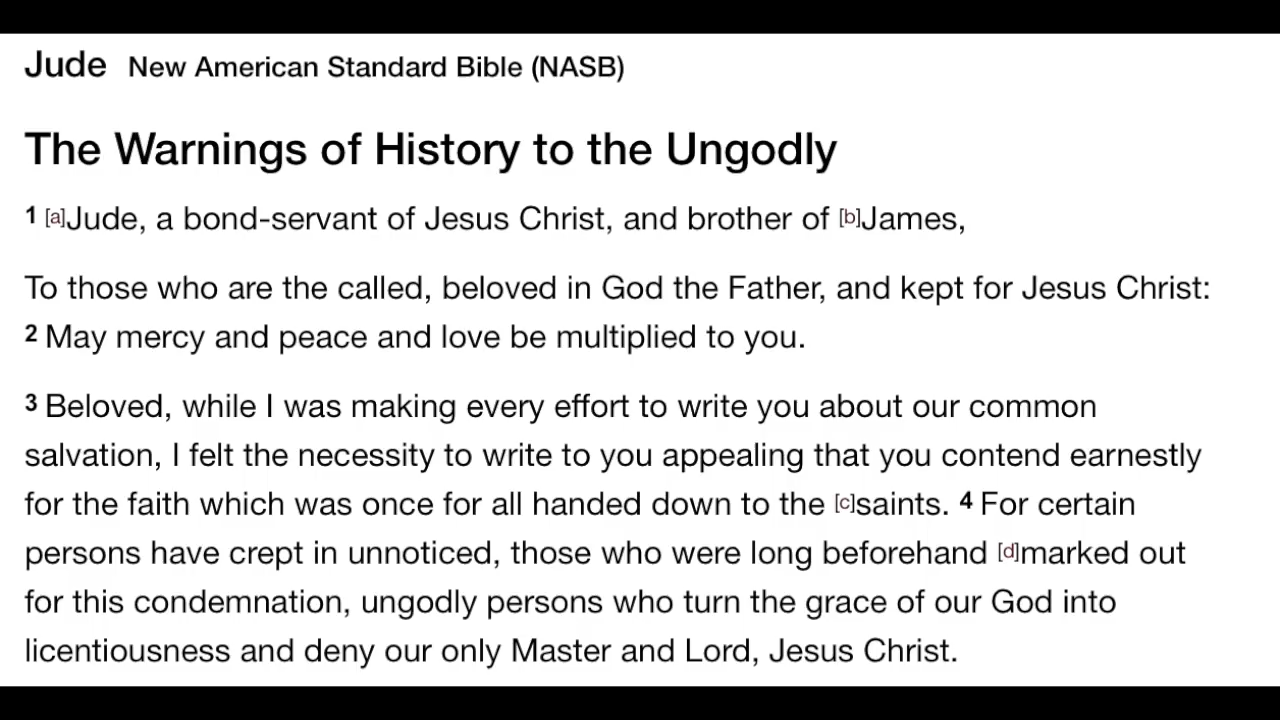 Jude New American Standard Bible (NASB)
The Warnings of History to the Ungodly
1 [a]Jude, a bond-servant of Jesus Christ, and brother of [b]James,
To those who are the called, beloved in God the Father, and kept for Jesus Christ:
2 May mercy and peace and love be multiplied to you.
3 Beloved, while I was making every effort to write you about our common
salvation, I felt the necessity to write to you appealing that you contend earnestly
for the faith which was once for all handed down to the [c]saints. 4 For certain
persons have crept in unnoticed, those who were long beforehand [d]marked out
for this condemnation, ungodly persons who turn the grace of our God into
licentiousness and deny our only Master and Lord, Jesus Christ.